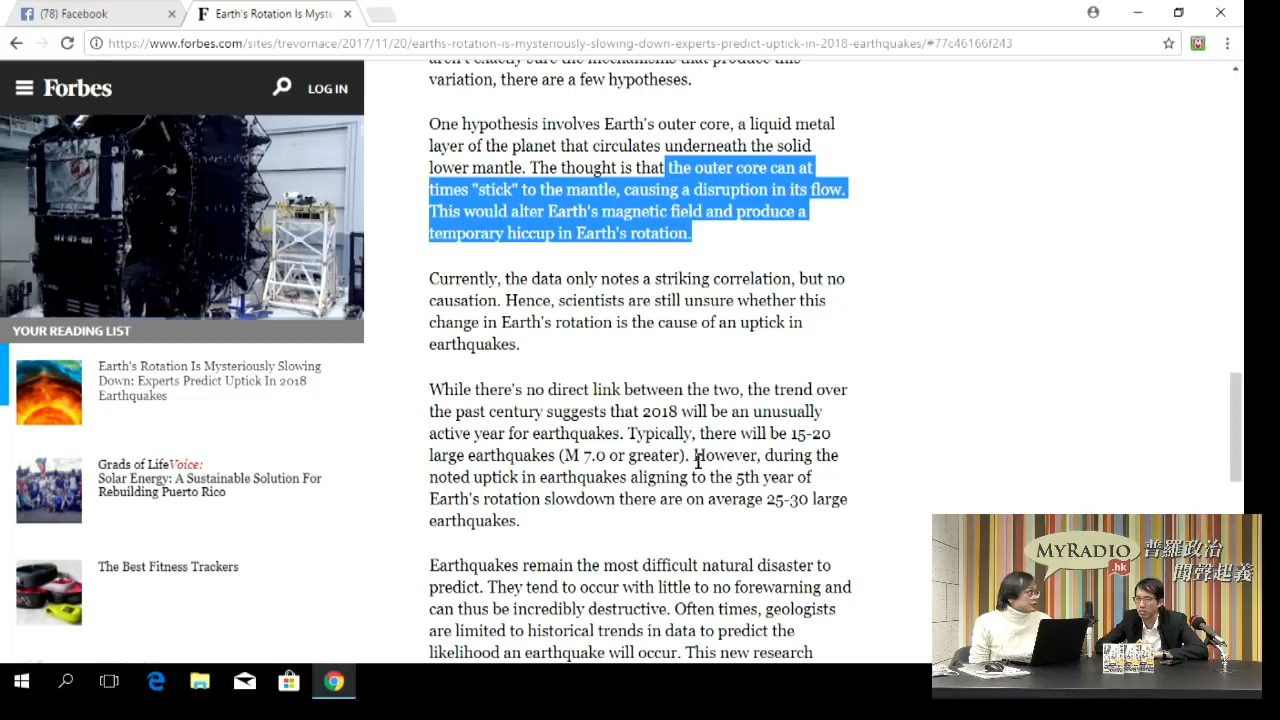 (78) Facebook
Earth's Rotation Is Myste
https://www.forbes.com/sites/trevornace/2017/11/20/earths-rotation-is-mysteriously-slowing-down-experts-predict-uptick-in-2018-earthquakes/#77c46166f243
Forbes
LOG IN
YOUR READING LIST
Earth's Rotation Is Mysteriously Slowing
Down: Experts Predict Uptick In 2018
Earthquakes
Grads of LifeVoice:
Solar Energy: A Sustainable Solution For
Rebuilding Puerto Rico
The Best Fitness Trackers
aren't exactly sure the mechanisms that produce this
variation, there are a few hypotheses.
One hypothesis involves Earth's outer core, a liquid metal
layer of the planet that circulates underneath the solid
lower mantle. The thought is that the outer core can at
times "stick" to the mantle, causing a disruption in its flow.
This would alter Earth's magnetic field and produce a
temporary hiccup in Earth's rotation.
Currently, the data only notes a striking correlation, but no
causation. Hence, scientists are still unsure whether this
change in Earth's rotation is the cause of an uptick in
earthquakes.
While there's no direct link between the two, the trend over
the past century suggests that 2018 will be an unusually
active year for earthquakes. Typically, there will be 15-20
large earthquakes (M 7.0 or greater). However, during the
noted uptick in earthquakes aligning to the 5th year of
Earth's rotation slowdown there are on average 25-30 large
earthquakes.
Earthquakes remain the most difficult natural disaster to
predict. They tend to occur with little to no forewarning and
can thus be incredibly destructive. Often times, geologists
are limited to historical trends in data to predict the
likelihood an earthquake will occur. This new research
MYRADIO
.hk
普羅政治
聞聲起義